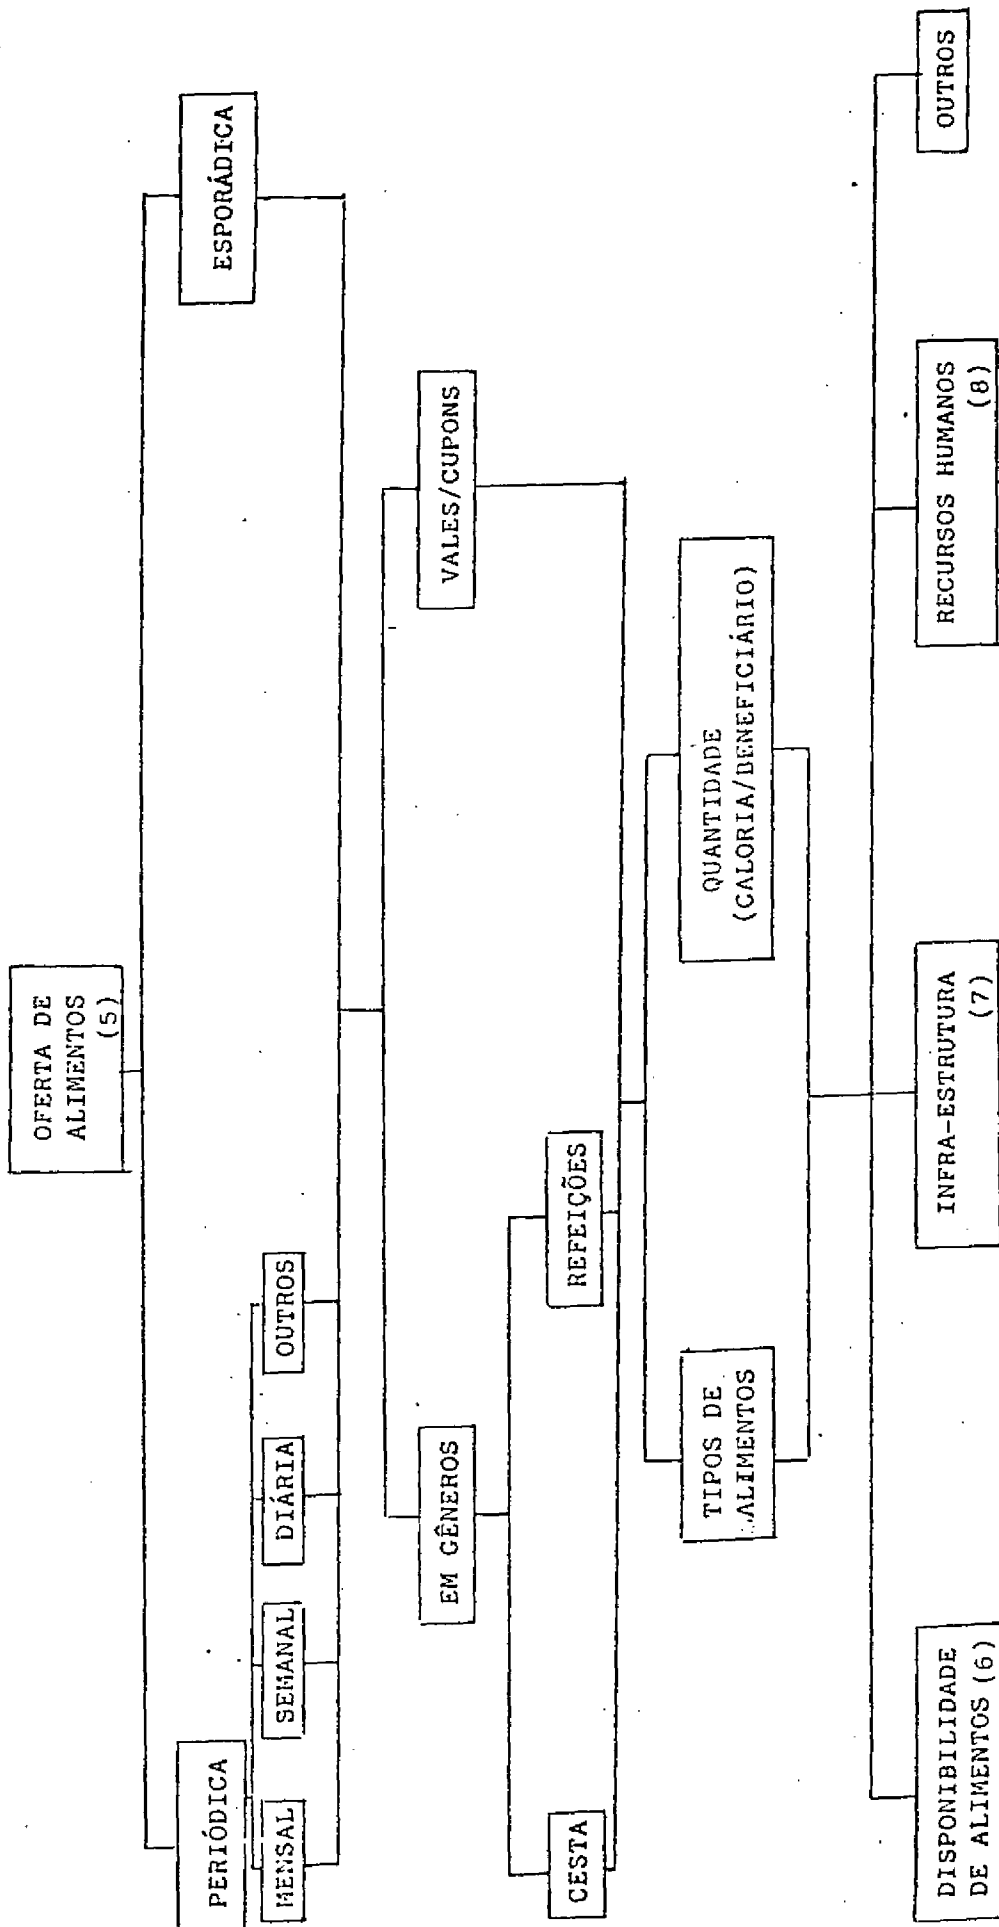 OFERTA DE
ALIMENTOS
(5)
PERIÓDICA
ESPORÁDICA
MENSAL
SEMANAL
DIÁRIA
OUTROS
EM GÊNEROS
VALES/CUPONS
CESTA
REFEIÇÕES
TIPOS DE
ALIMENTOS
QUANTIDADE
(CALORIA/BENEFICIÁRIO)
DISPONIBILIDADE
DE ALIMENTOS (6)
INFRA-ESTRUTURA
(7)
RECURSOS HUMANOS
(8)
OUTROS